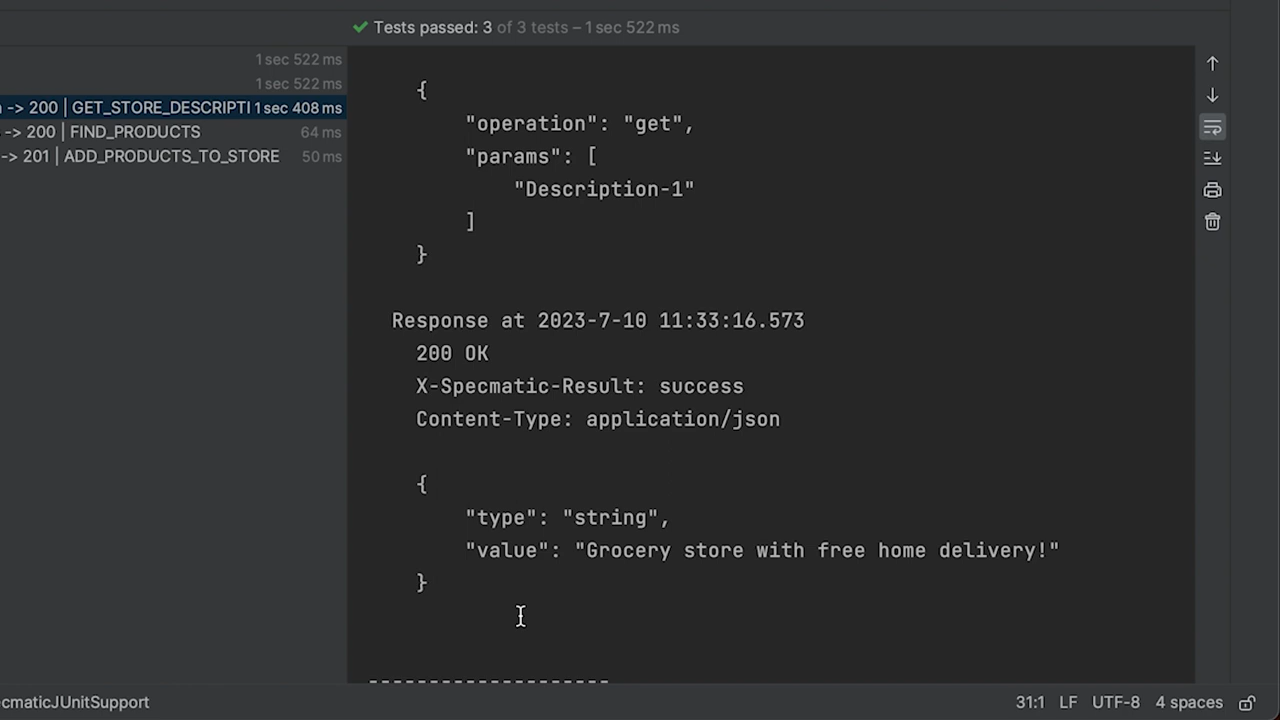 Tests passed: 3 of 3 tests – 1 sec 522 ms
1 sec 522 ms
1 sec 522 ms
-> 200 | GET_STORE_DESCRIPTI 1 sec 408 ms
-> 200 | FIND_PRODUCTS 64 ms
-> 201 | ADD_PRODUCTS_TO_STORE 50 ms
{
"operation": "get",
"params": [
"Description-1"
]
}
Response at 2023-7-10 11:33:16.573
200 OK
X-Specmatic-Result: success
Content-Type: application/json
{
"type": "string",
"value": "Grocery store with free home delivery!"
}
--------------------
ecmaticJUnitSupport
31:1 LF UTF-8 4 spaces